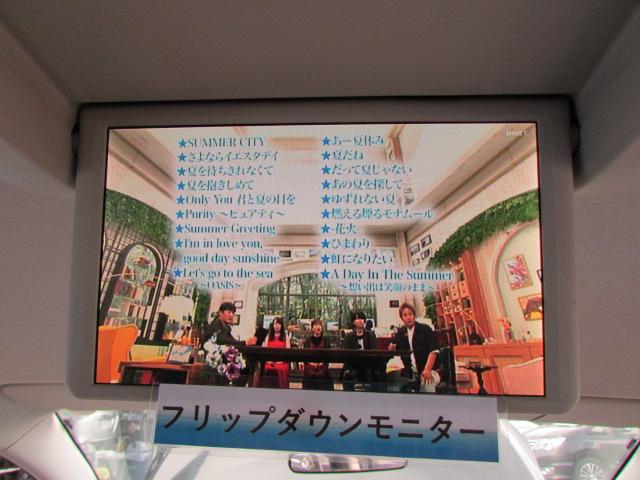 ★SUMMER CITY
★さよならイエスタデイ
★夏を待ちきれなくて
★夏を抱きしめて
★Only You 君と夏の日を
★Purity ～ピュアティ～
★Summer Greeting
★I'm in love you,
good day sunshine
★Let's go to the sea
～OASIS～
★あー夏休み
★夏だね
★だって夏じゃない
★あの夏を探して
★ゆずれない夏
★燃える煙るモナムール
★-花火-
★ひまわり
★虹になりたい
★A Day In The Summer
～想い出は笑顔のまま～
フリップダウンモニター